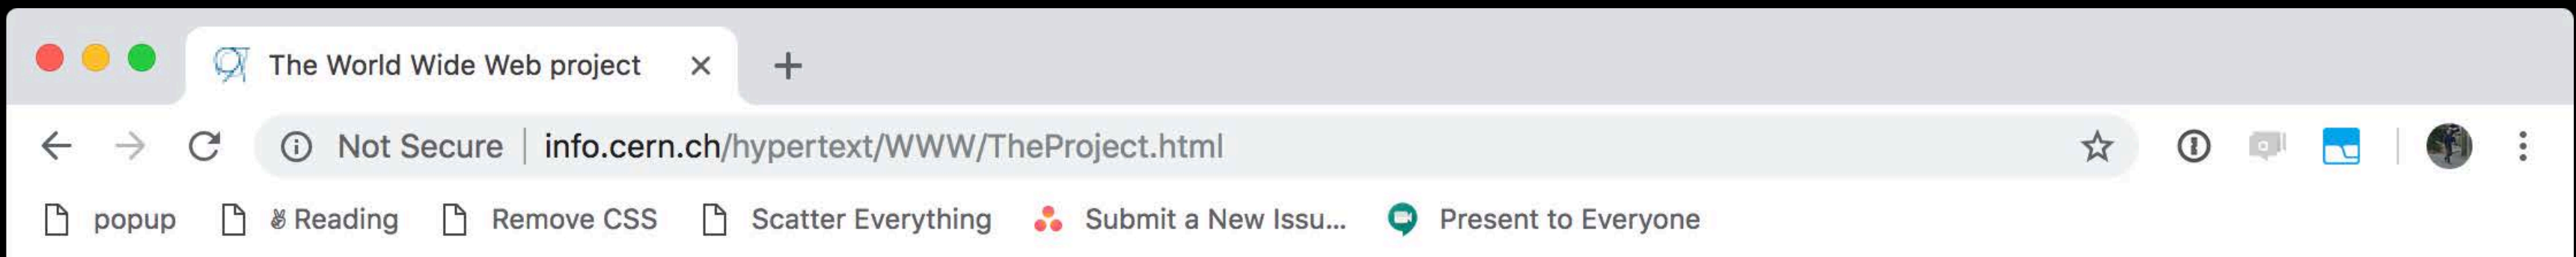 The World Wide Web project
Not Secure info.cern.ch/hypertext/WWW/TheProject.html
popup ✌ Reading Remove CSS Scatter Everything Submit a New Issu... Present to Everyone